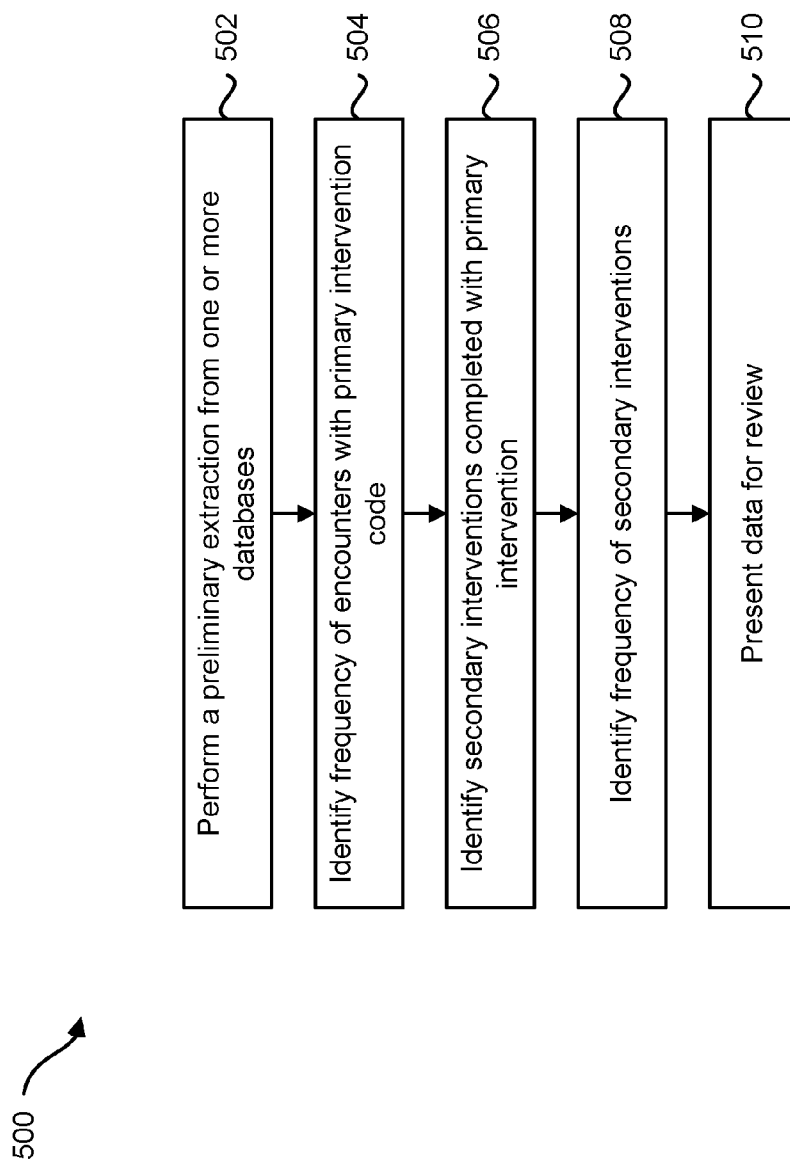 500
Perform a preliminary extraction from one or more
databases
502
Identify frequency of encounters with primary intervention
code
504
Identify secondary interventions completed with primary
intervention
506
Identify frequency of secondary interventions
508
Present data for review
510